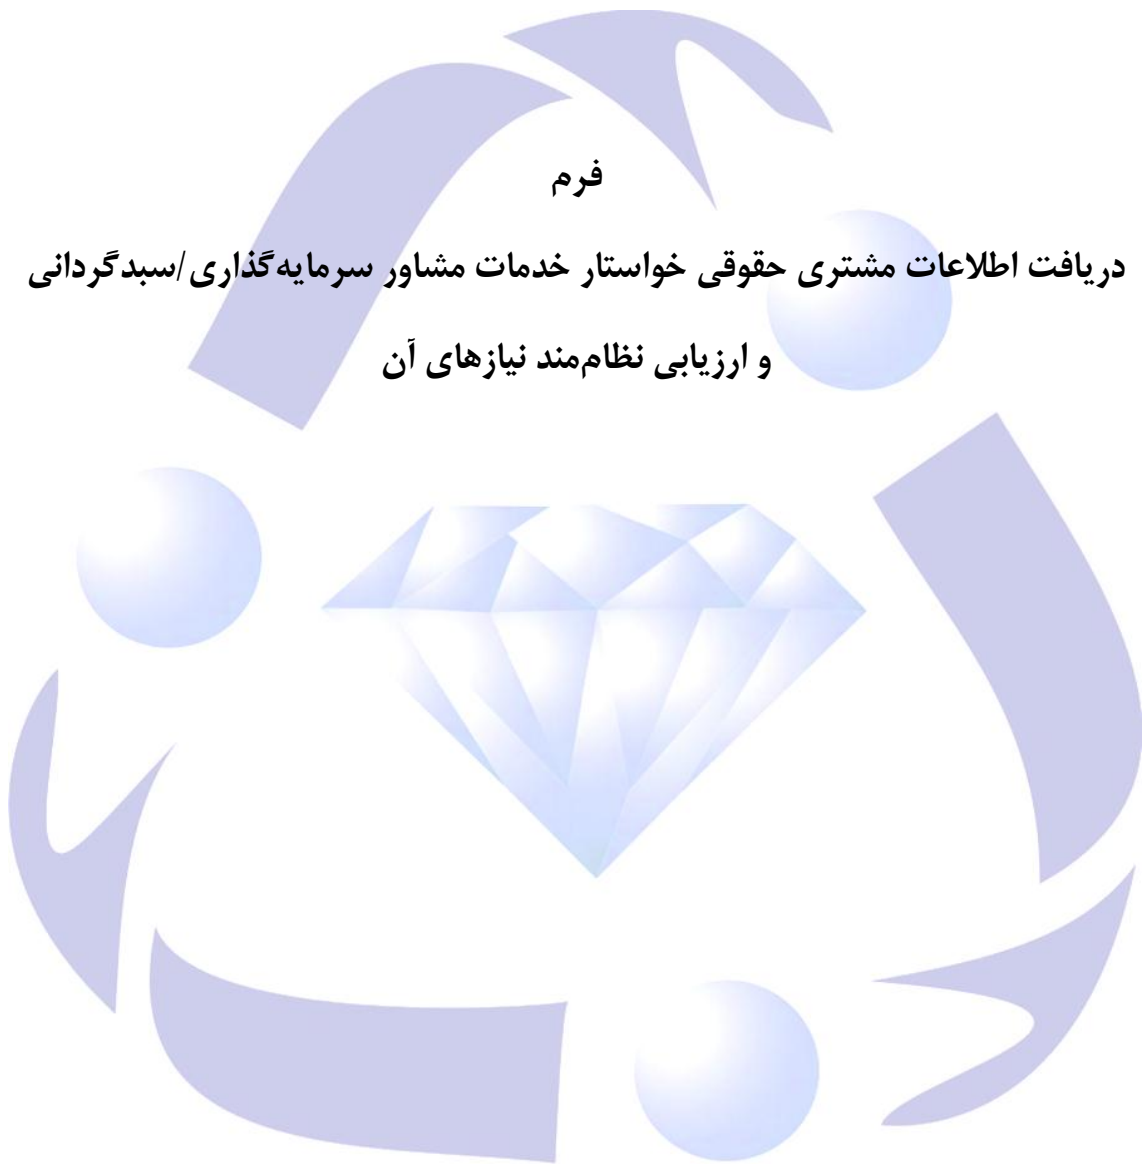 فرم
دریافت اطلاعات مشتری حقوقی خواستار خدمات مشاور سرمایه‌گذاری/سبدگردانی
و ارزیابی نظام‌مند نیازهای آن